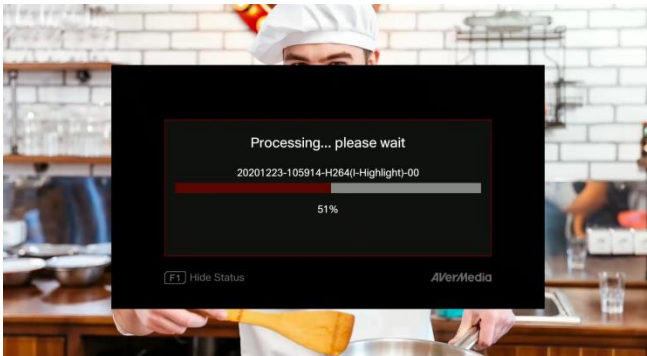 Processing... please wait
20201223-105914-H264(I-Highlight)-00
51%
F1 Hide Status
AVerMedia